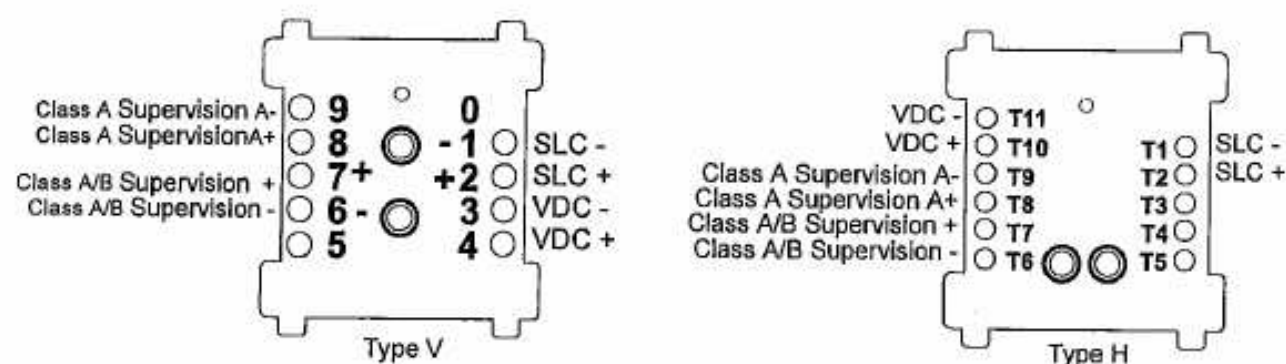 Class A Supervision A- 9 0
Class A SupervisionA+ 8 - 1 SLC -
Class A/B Supervision + 7+ +2 SLC +
Class A/B Supervision - 6 - 3 VDC -
5 4 VDC +
Type V
VDC - T11
VDC + T10 T1 SLC -
Class A Supervision A- T9 T2 SLC +
Class A Supervision A+ T8 T3
Class A/B Supervision + T7 T4
Class A/B Supervision - T6 T5
Type H